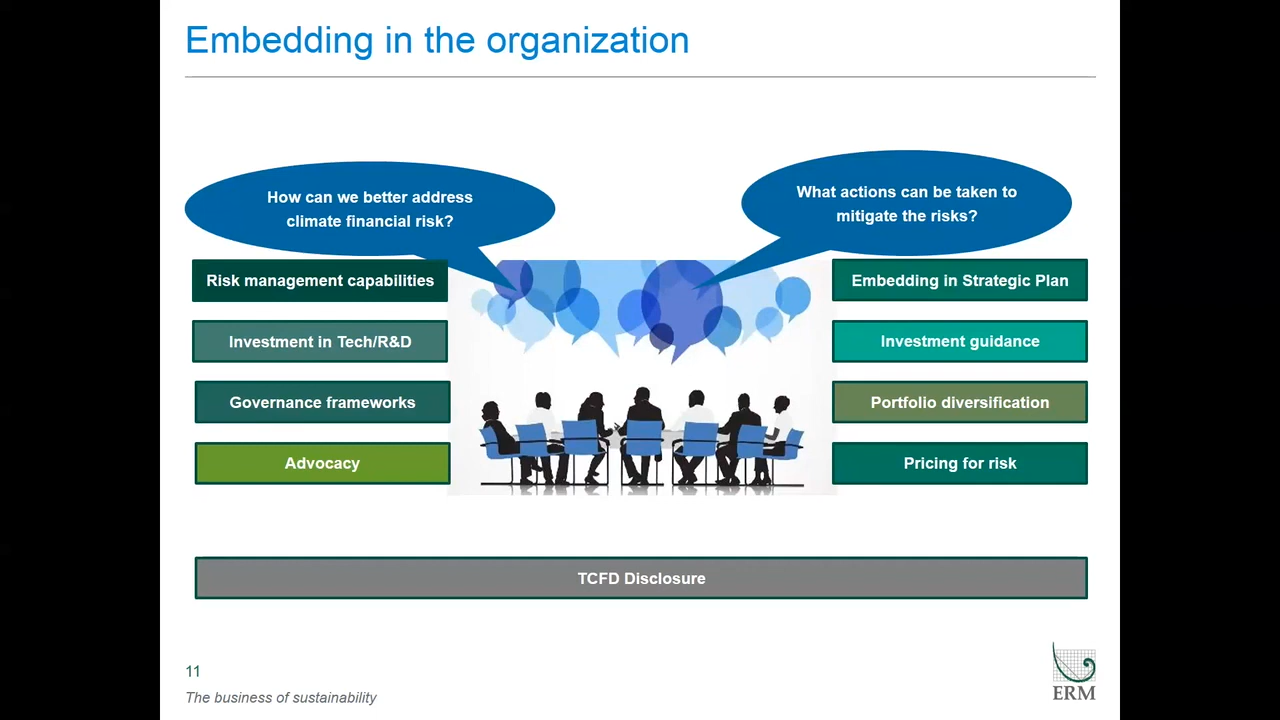 Embedding in the organization
How can we better address
climate financial risk?
What actions can be taken to
mitigate the risks?
Risk management capabilities
Investment in Tech/R&D
Governance frameworks
Advocacy
Embedding in Strategic Plan
Investment guidance
Portfolio diversification
Pricing for risk
TCFD Disclosure
11
The business of sustainability
ERM